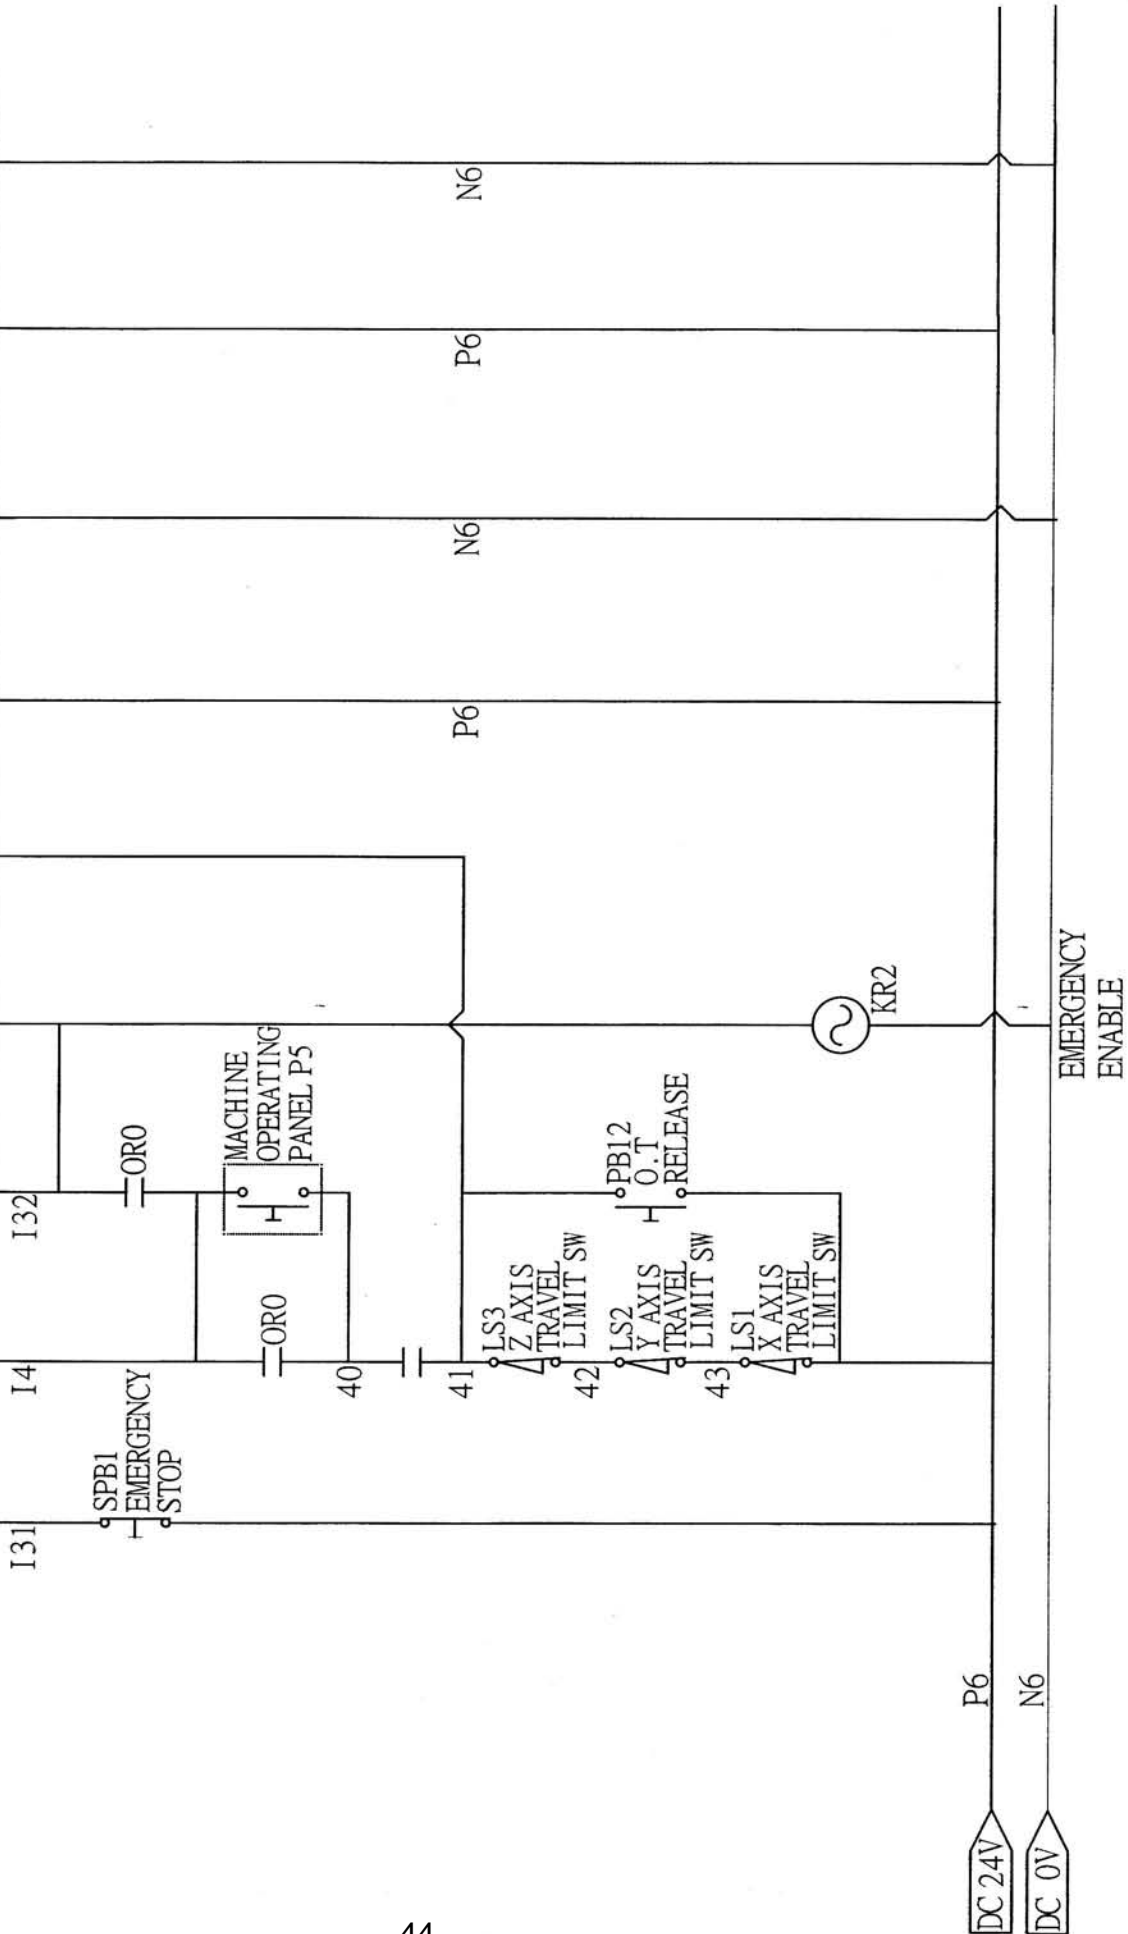 DC 24V
DC 0V
P6
N6
I31
SPB1
EMERGENCY
STOP
I4
ORO
40
41
LS3
Z AXIS
TRAVEL
LIMIT SW
42
LS2
Y AXIS
TRAVEL
LIMIT SW
43
LS1
X AXIS
TRAVEL
LIMIT SW
I32
ORO
MACHINE
OPERATING
PANEL P5
PB12
O.T
RELEASE
KR2
EMERGENCY
ENABLE
P6
N6
P6
N6
44